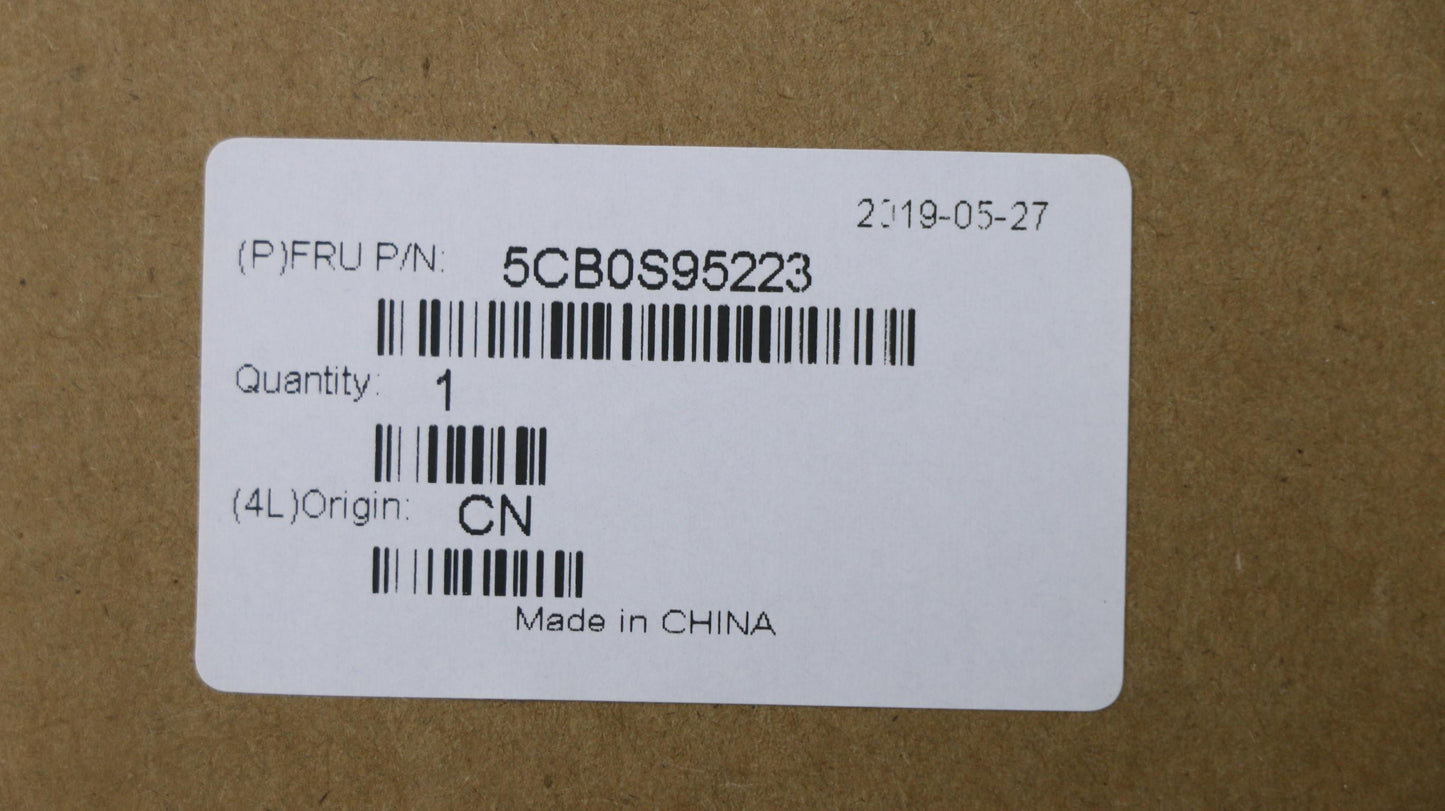 2019-05-27
(P)FRU P/N: 5CB0S95223
Quantity: 1
(4L)Origin: CN
Made in CHINA